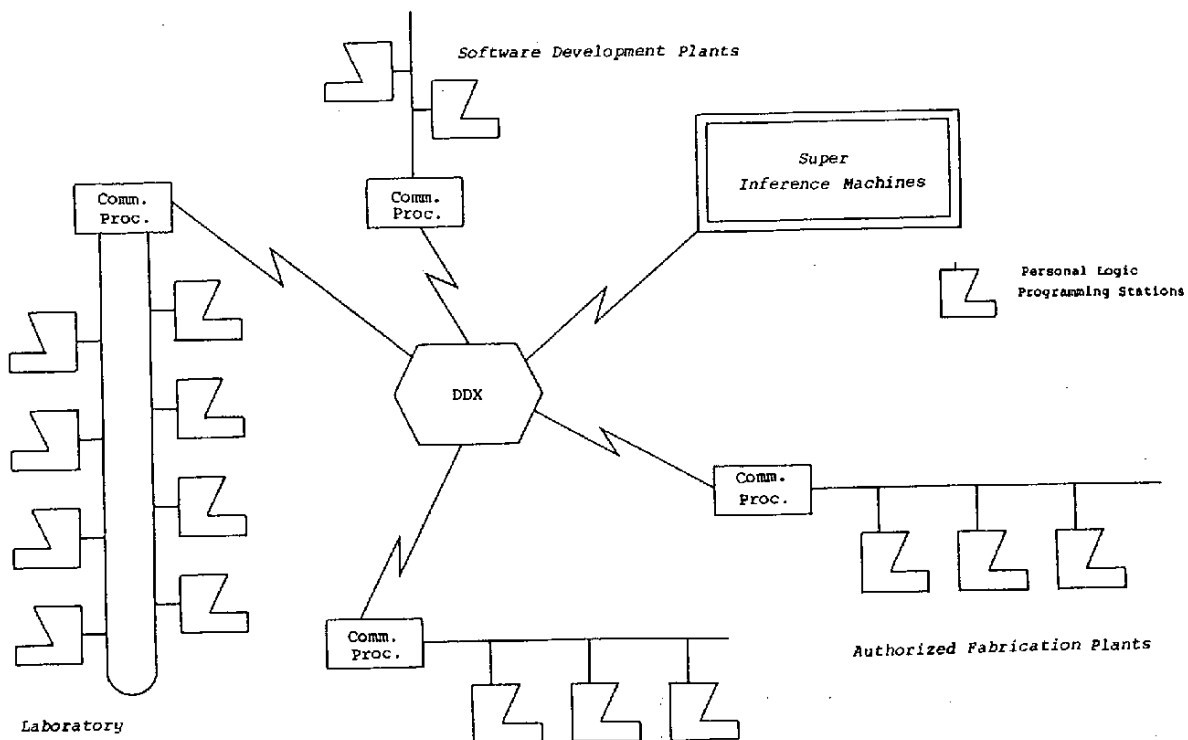 Software Development Plants
Super
Inference Machines
Comm.
Proc.
Comm.
Proc.
Personal Logic
Programming Stations
DDX
Comm.
Proc.
Comm.
Proc.
Authorized Fabrication Plants
Laboratory